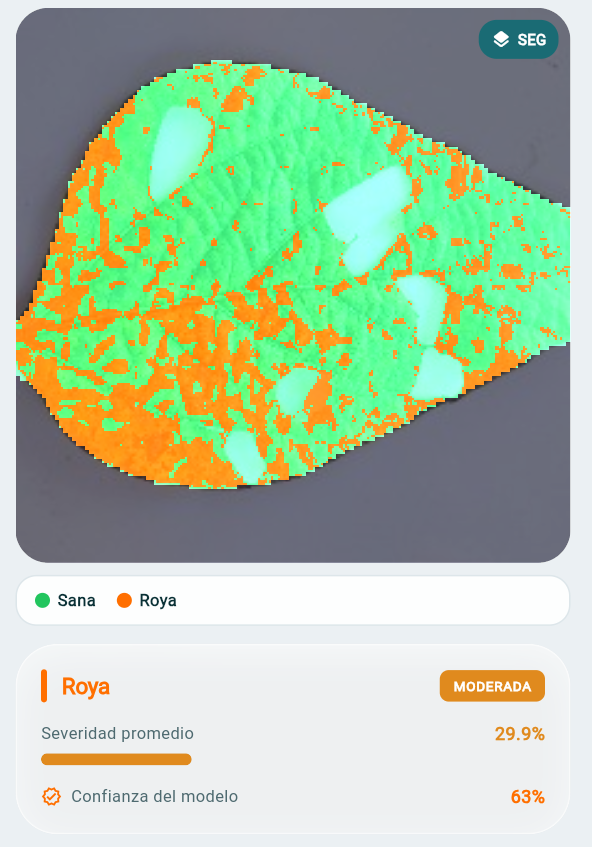 SEG
Sana Roya
Roya MODERADA
Severidad promedio 29.9%
Confianza del modelo 63%